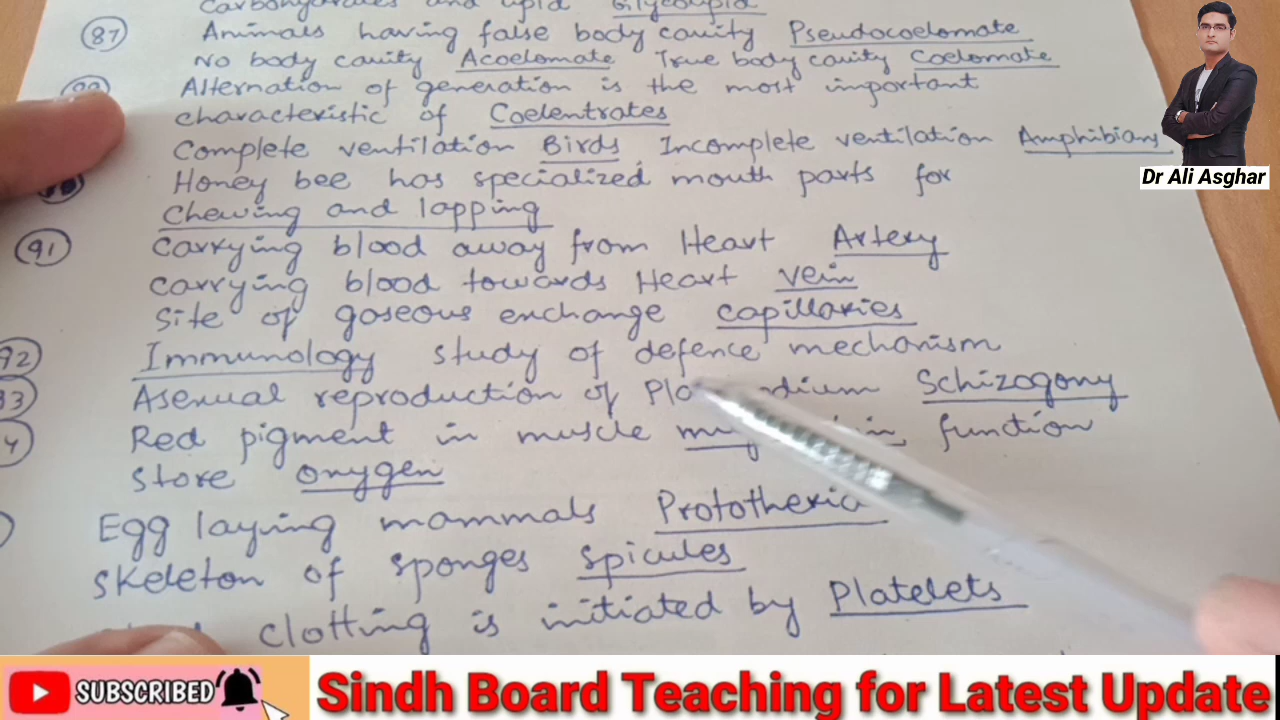 carbohydrates and lipid Glycolipid
87 Animals having false body cavity Pseudocoelomate
No body cavity Acoelomate True body cavity Coelomate
Alternation of generation is the most important
characteristic of Coelentrates
Complete ventilation Birds Incomplete ventilation Amphibians
Honey bee has specialized mouth parts for
chewing and lapping
91 Carrying blood away from Heart Artery
carrying blood towards Heart vein
Site of gaseous exchange capillaries
92 Immunology study of defence mechanism
Asexual reproduction of Schizogony
Red pigment in muscle function
store oxygen
Egg laying mammals Prototheria
skeleton of sponges spicules
clotting is initiated by Platelets
Dr Ali Asghar
SUBSCRIBED
Sindh Board Teaching for Latest Update